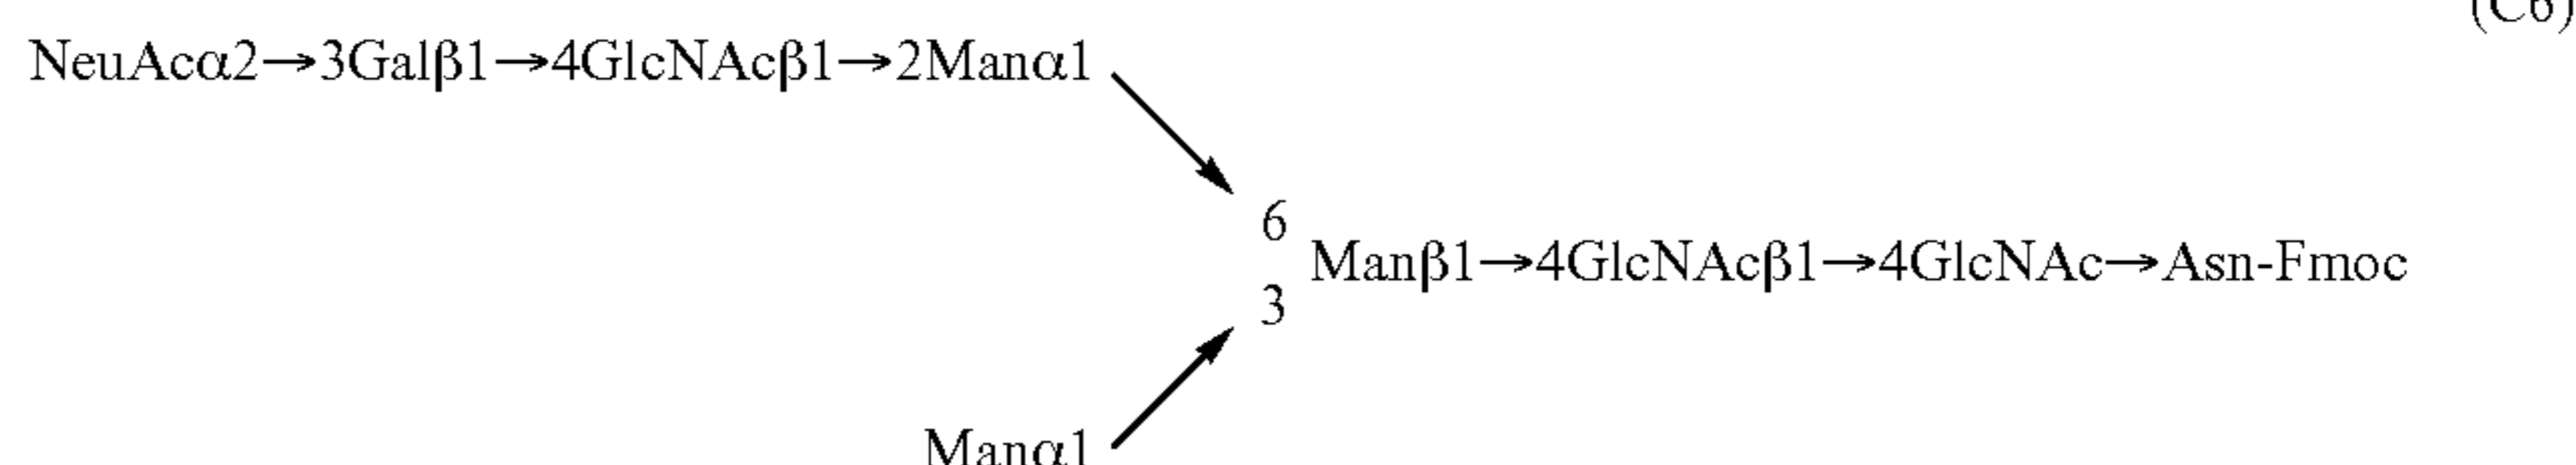 (C6)
NeuAcα2→3Galβ1→4GlcNAcβ1→2Manα1
6
Manβ1→4GlcNAcβ1→4GlcNAc→Asn-Fmoc
3
Manα1